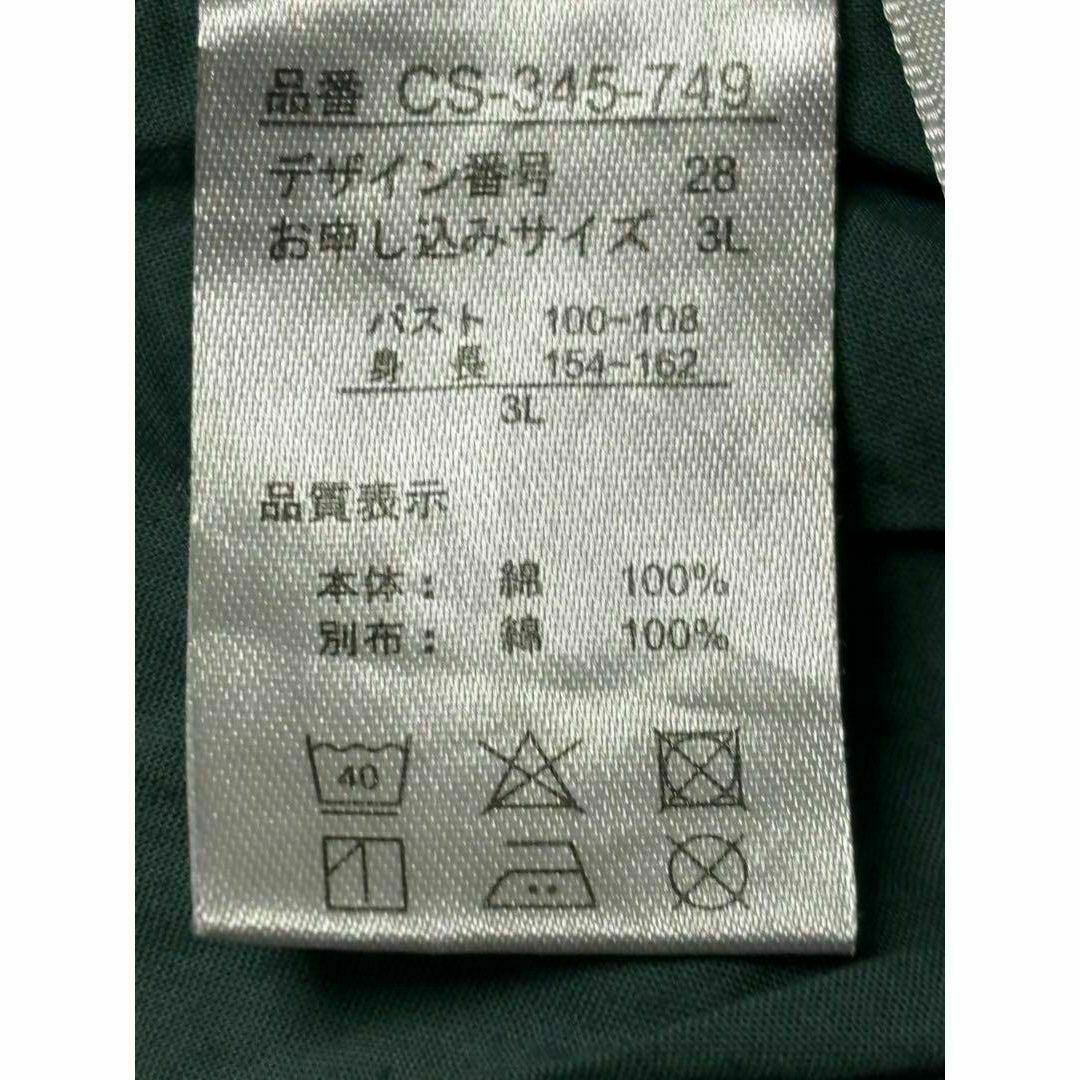 品番 CS-345-749
デザイン番号 28
お申し込みサイズ 3L
バスト 100~108
身長 154~162
3L
品質表示
本体: 綿 100%
別布: 綿 100%
40